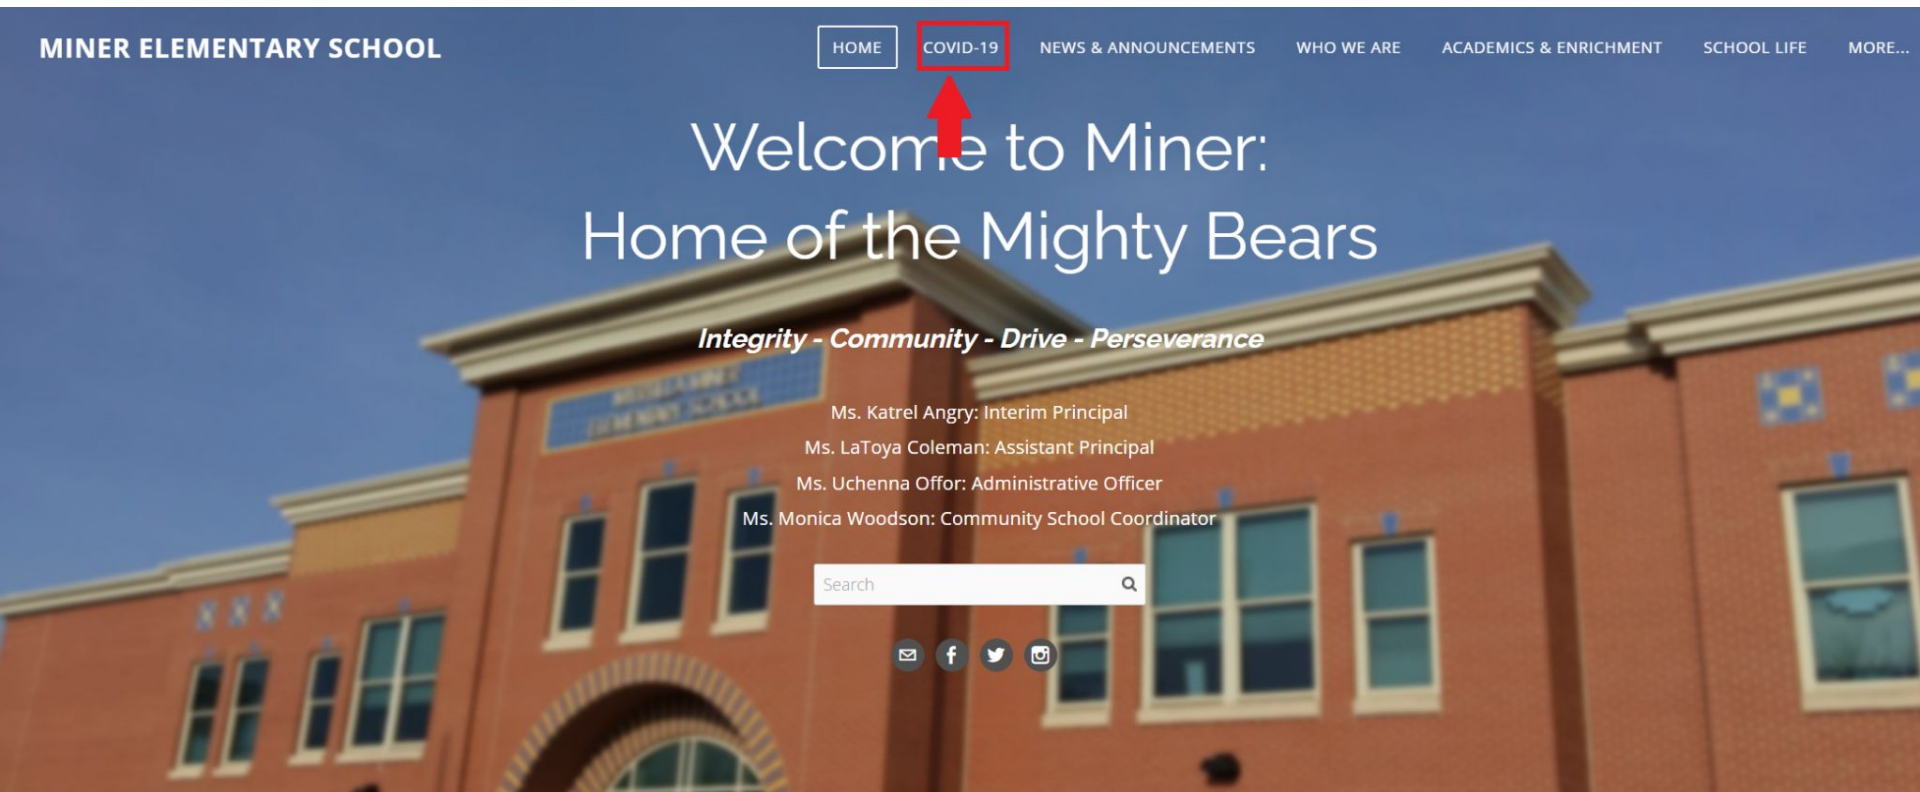 MINER ELEMENTARY SCHOOL
HOME
COVID-19
NEWS & ANNOUNCEMENTS
WHO WE ARE
ACADEMICS & ENRICHMENT
SCHOOL LIFE
MORE...
Welcome to Miner:
Home of the Mighty Bears
Integrity - Community - Drive - Perseverance
ELEMENTARY SCHOOL
Ms. Katrel Angry: Interim Principal
Ms. LaToya Coleman: Assistant Principal
Ms. Uchenna Offor: Administrative Officer
Ms. Monica Woodson: Community School Coordinator
Search